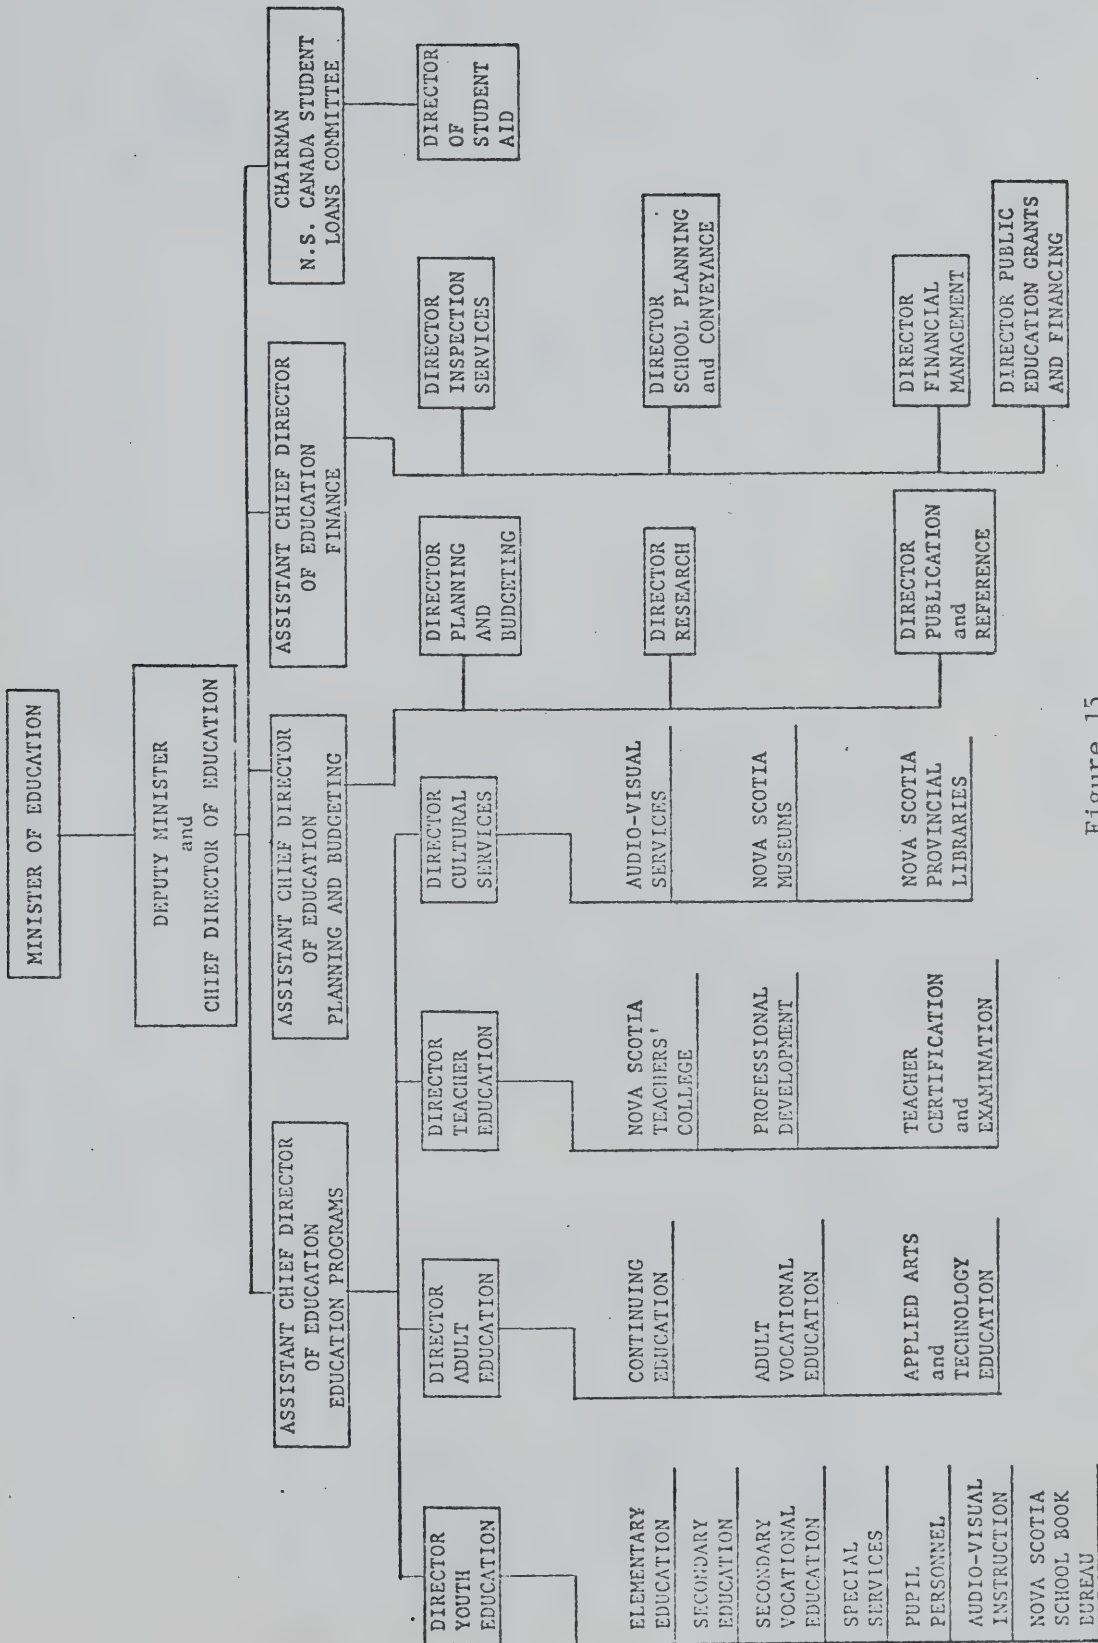 MINISTER OF EDUCATION
DEPUTY MINISTER
and
CHIEF DIRECTOR OF EDUCATION
ASSISTANT CHIEF DIRECTOR
OF EDUCATION
EDUCATION PROGRAMS
ASSISTANT CHIEF DIRECTOR
OF EDUCATION
PLANNING AND BUDGETING
ASSISTANT CHIEF DIRECTOR
OF EDUCATION
FINANCE
CHAIRMAN
N.S. CANADA STUDENT
LOANS COMMITTEE
DIRECTOR
YOUTH
EDUCATION
DIRECTOR
ADULT
EDUCATION
DIRECTOR
TEACHER
EDUCATION
DIRECTOR
CULTURAL
SERVICES
DIRECTOR
PLANNING
AND
BUDGETING
DIRECTOR
INSPECTION
SERVICES
DIRECTOR
OF
STUDENT
AID
ELEMENTARY
EDUCATION
SECONDARY
EDUCATION
SECONDARY
VOCATIONAL
EDUCATION
SPECIAL
SERVICES
PUPIL
PERSONNEL
AUDIO-VISUAL
INSTRUCTION
NOVA SCOTIA
SCHOOL BOOK
BUREAU
CONTINUING
EDUCATION
ADULT
VOCATIONAL
EDUCATION
APPLIED ARTS
and
TECHNOLOGY
EDUCATION
NOVA SCOTIA
TEACHERS'
COLLEGE
PROFESSIONAL
DEVELOPMENT
TEACHER
CERTIFICATION
and
EXAMINATION
AUDIO-VISUAL
SERVICES
NOVA SCOTIA
MUSEUMS
NOVA SCOTIA
PROVINCIAL
LIBRARIES
DIRECTOR
RESEARCH
DIRECTOR
PUBLICATION
and
REFERENCE
DIRECTOR
SCHOOL PLANNING
and CONVEYANCE
DIRECTOR
FINANCIAL
MANAGEMENT
DIRECTOR PUBLIC
EDUCATION GRANTS
AND FINANCING
Figure 15